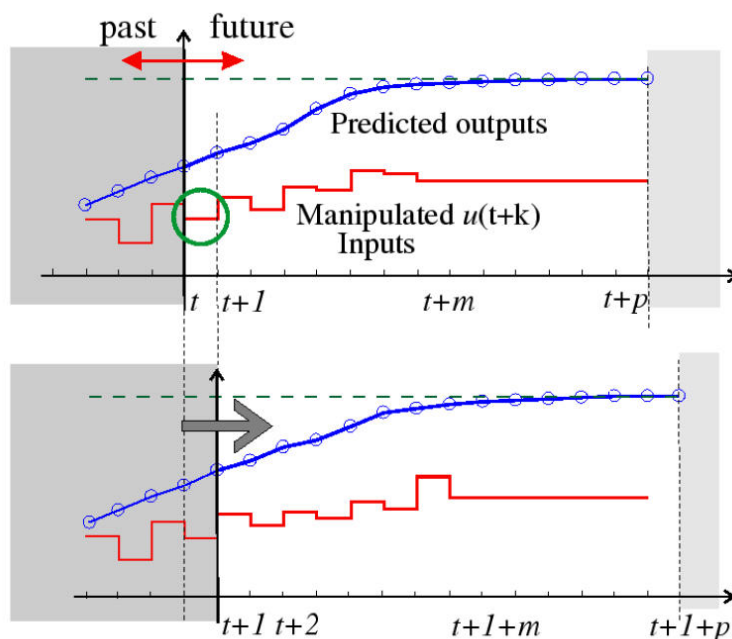 past future
Predicted outputs
Manipulated u(t+k)
Inputs
t t+1 t+m t+p
t+1 t+2 t+1+m t+1+p